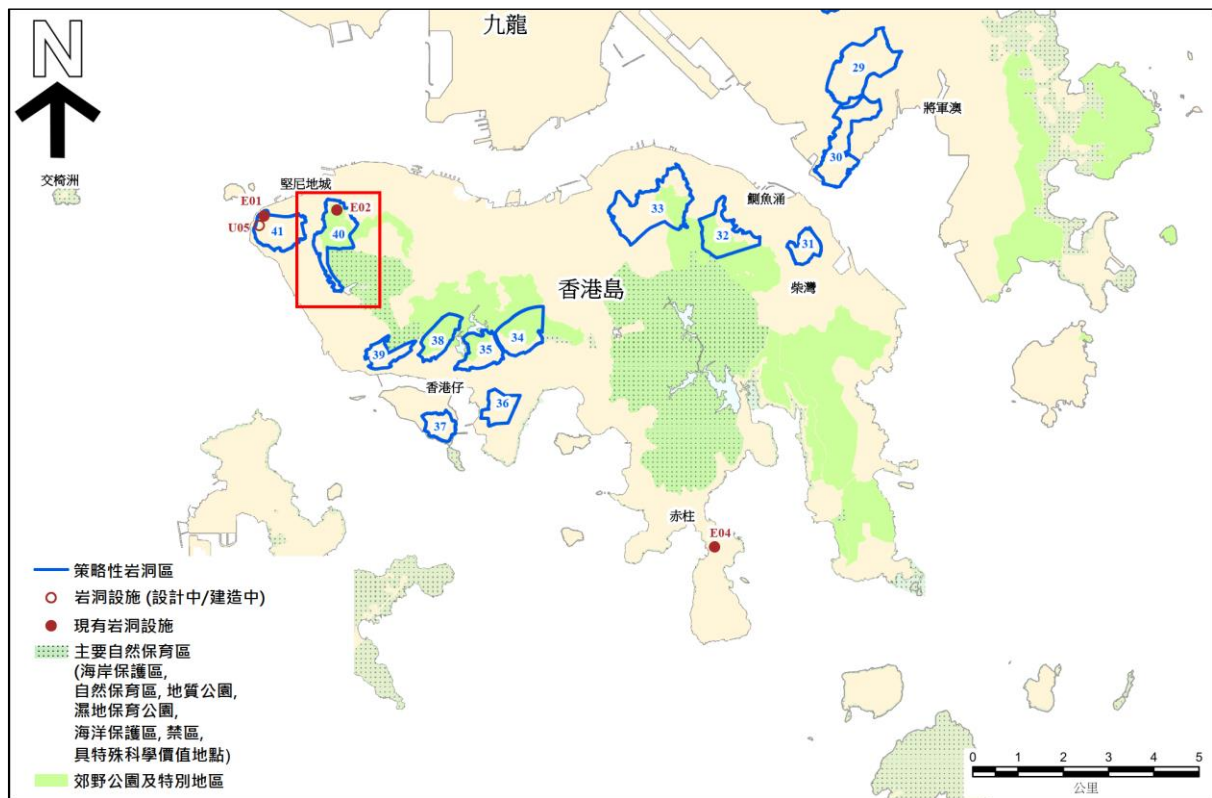 九龍
N
29
將軍澳
30
交椅洲
堅尼地城
E01
E02
U05
41
40
33
鰂魚涌
32
31
柴灣
香港島
39
38
35
34
香港仔
37
36
赤柱
E04
策略性岩洞區
岩洞設施 (設計中/建造中)
現有岩洞設施
主要自然保育區
(海岸保護區,
自然保育區, 地質公園,
濕地保育公園,
海洋保護區, 禁區,
具特殊科學價值地點)
郊野公園及特別地區
0 1 2 3 4 5
公里